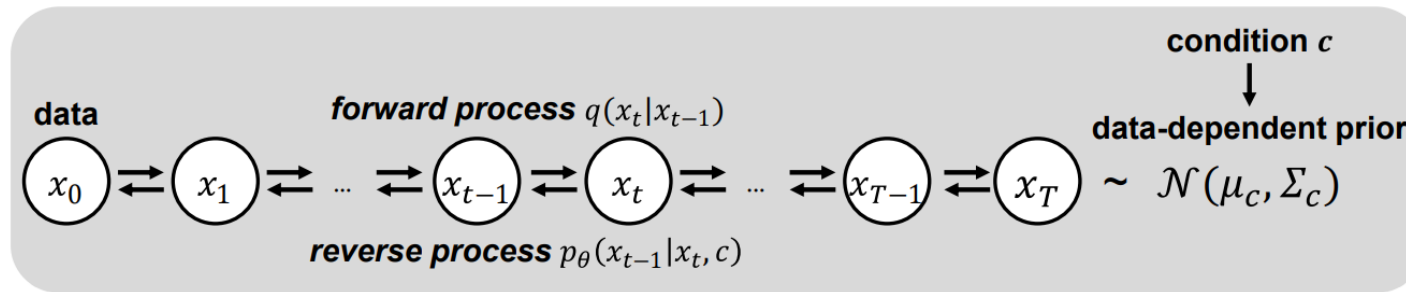 condition c
data
forward process q(x_t|x_{t−1})
data-dependent prior
x_0 x_1 ... x_{t−1} x_t ... x_{T−1} x_T ~ 𝒩(μ_c, Σ_c)
reverse process p_θ(x_{t−1}|x_t, c)